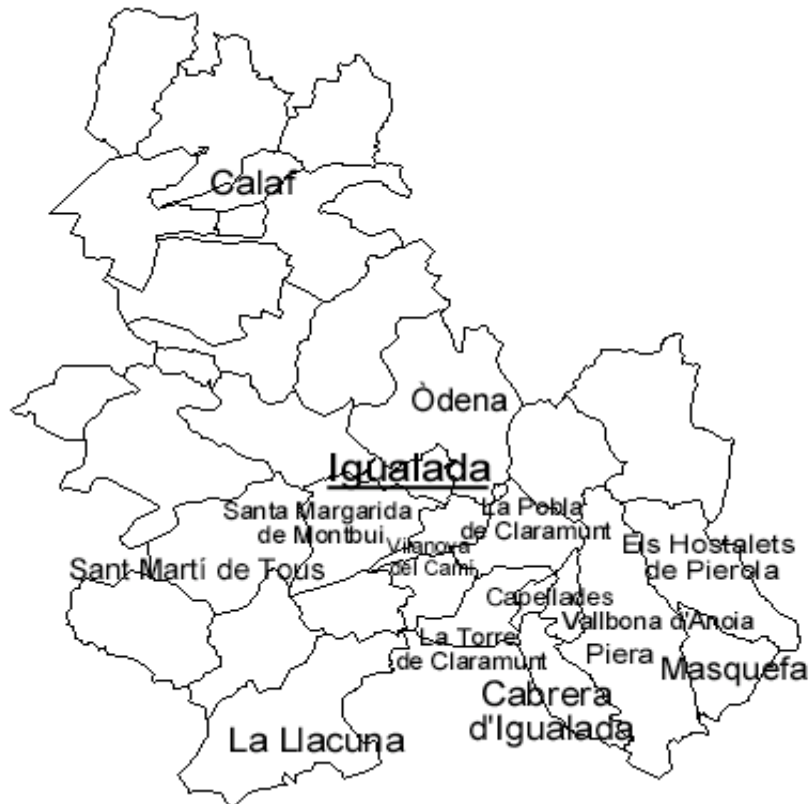 Calaf
Òdena
Igualada
Santa Margarida
de Montbui
La Pobla
de Claramunt
Vilanova
del Camí
Els Hostalets
de Pierola
Sant Martí de Tous
Capellades
Vallbona d'Anoia
La Torre
de Claramunt
Piera
Masquefa
Cabrera
d'Igualada
La Llacuna